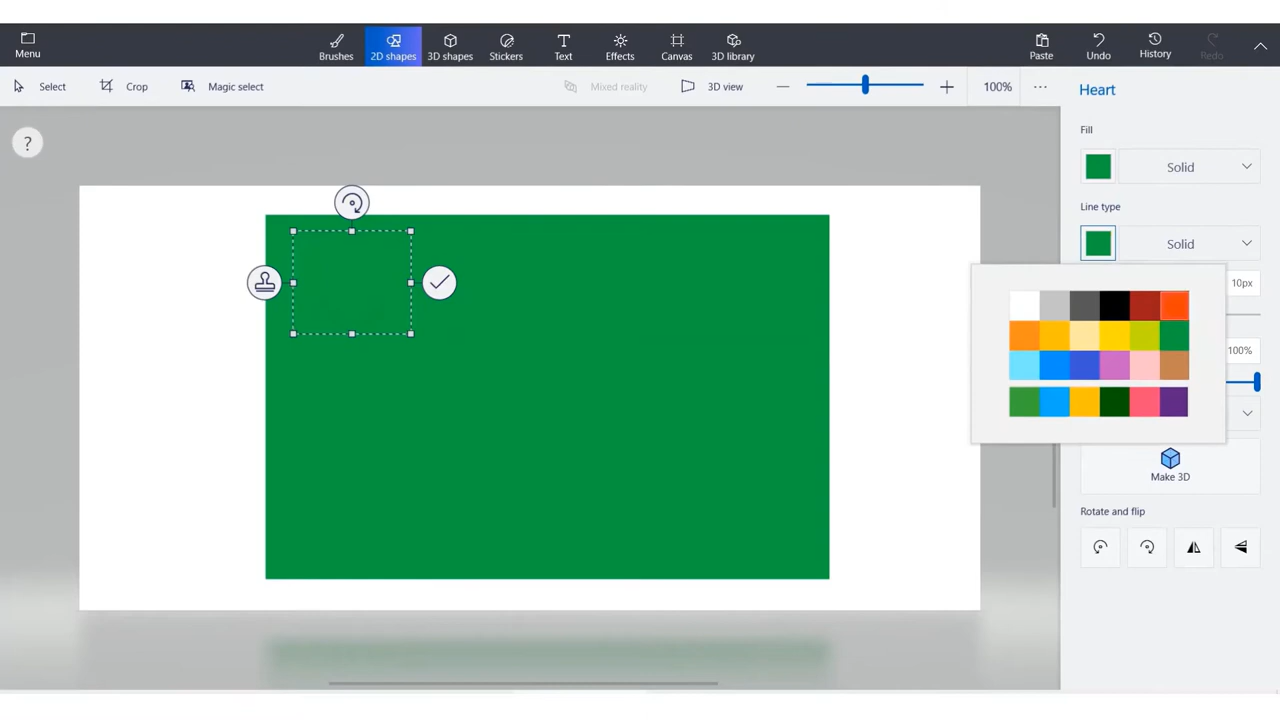 Menu
Brushes
2D shapes
3D shapes
Stickers
Text
Effects
Canvas
3D library
Paste
Undo
History
Redo
Select
Crop
Magic select
Mixed reality
3D view
100%
Heart
?
Fill
Solid
Line type
Solid
10px
100%
Make 3D
Rotate and flip